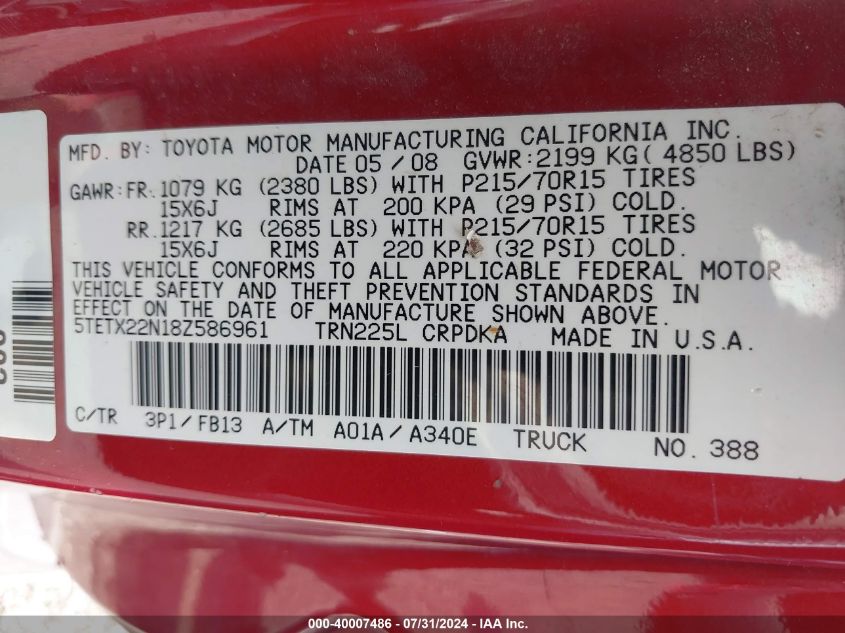 MFD. BY: TOYOTA MOTOR MANUFACTURING CALIFORNIA INC.
DATE 05 / 08 GVWR:2199 KG( 4850 LBS)
GAWR:FR. 1079 KG (2380 LBS) WITH P215/70R15 TIRES
15X6J RIMS AT 200 KPA (29 PSI) COLD.
RR. 1217 KG (2685 LBS) WITH P215/70R15 TIRES
15X6J RIMS AT 220 KPA (32 PSI) COLD.
THIS VEHICLE CONFORMS TO ALL APPLICABLE FEDERAL MOTOR
VEHICLE SAFETY AND THEFT PREVENTION STANDARDS IN
EFFECT ON THE DATE OF MANUFACTURE SHOWN ABOVE.
5TETX22N18Z586961 TRN225L CRPDKA MADE IN U.S.A.
C/TR 3P1/FB13 A/TM A01A/A340E TRUCK NO. 388
000-40007486 - 07/31/2024 - IAA Inc.